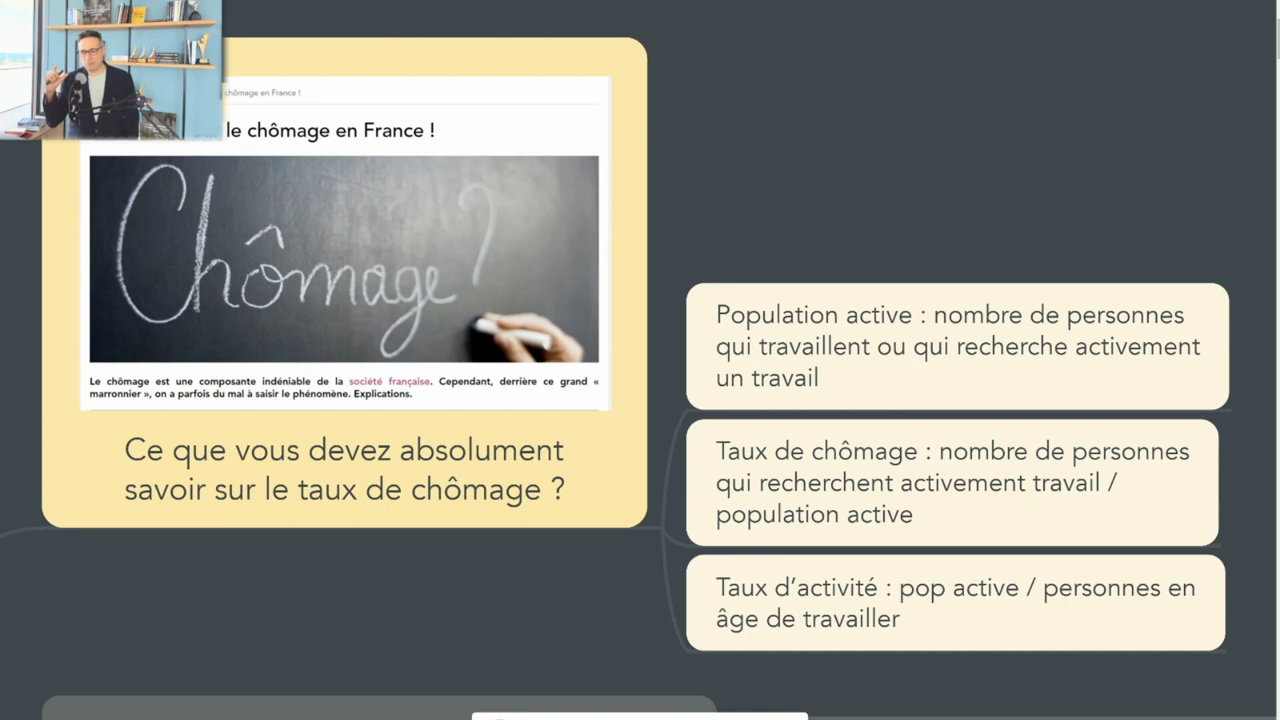 chômage en France !
le chômage en France !
Chômage ?
Le chômage est une composante indéniable de la société française. Cependant, derrière ce grand «
marronnier », on a parfois du mal à saisir le phénomène. Explications.
Ce que vous devez absolument
savoir sur le taux de chômage ?
Population active : nombre de personnes
qui travaillent ou qui recherche activement
un travail
Taux de chômage : nombre de personnes
qui recherchent activement travail /
population active
Taux d’activité : pop active / personnes en
âge de travailler